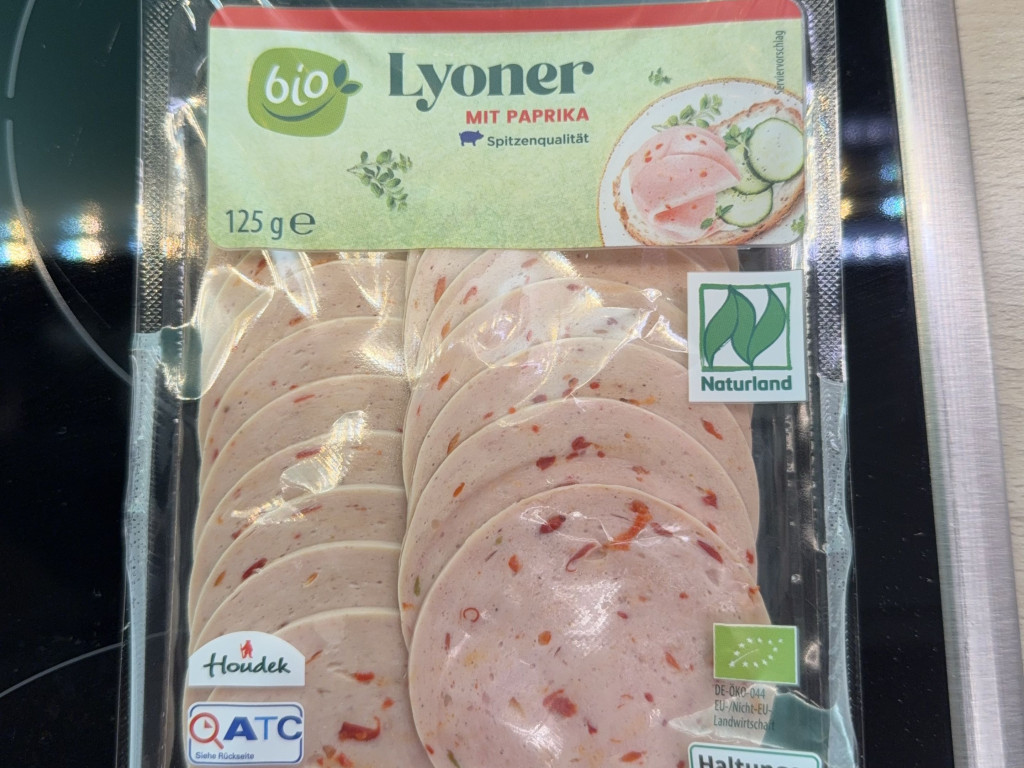 bio
Lyoner
MIT PAPRIKA
Spitzenqualität
125 g e
Serviervorschlag
Naturland
Houdek
ATC
Siehe Rückseite
DE-ÖKO-044
EU-/Nicht-EU-
Landwirtschaft